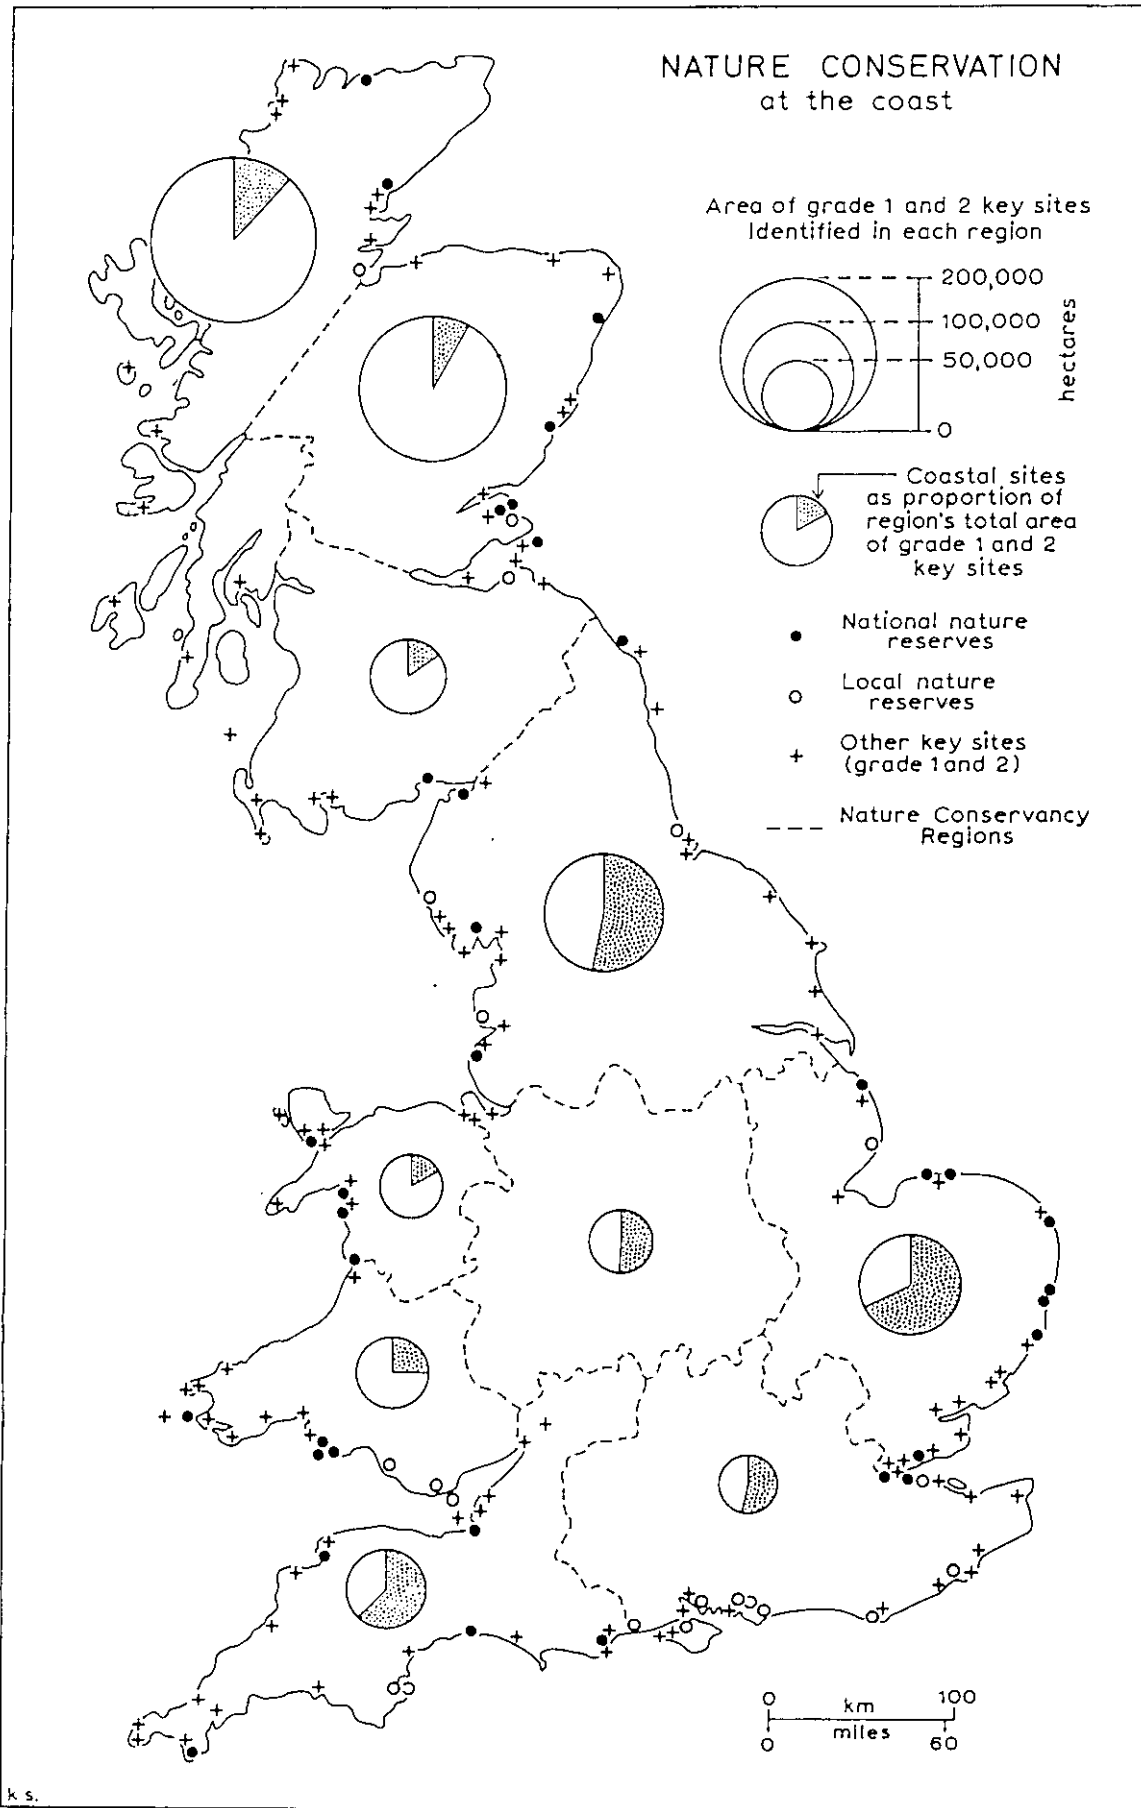 NATURE CONSERVATION
at the coast
Area of grade 1 and 2 key sites
Identified in each region
200,000
100,000
50,000
0
hectares
Coastal sites
as proportion of
region's total area
of grade 1 and 2
key sites
National nature
reserves
Local nature
reserves
Other key sites
(grade 1 and 2)
Nature Conservancy
Regions
0 km 100
miles
0 60
k s.